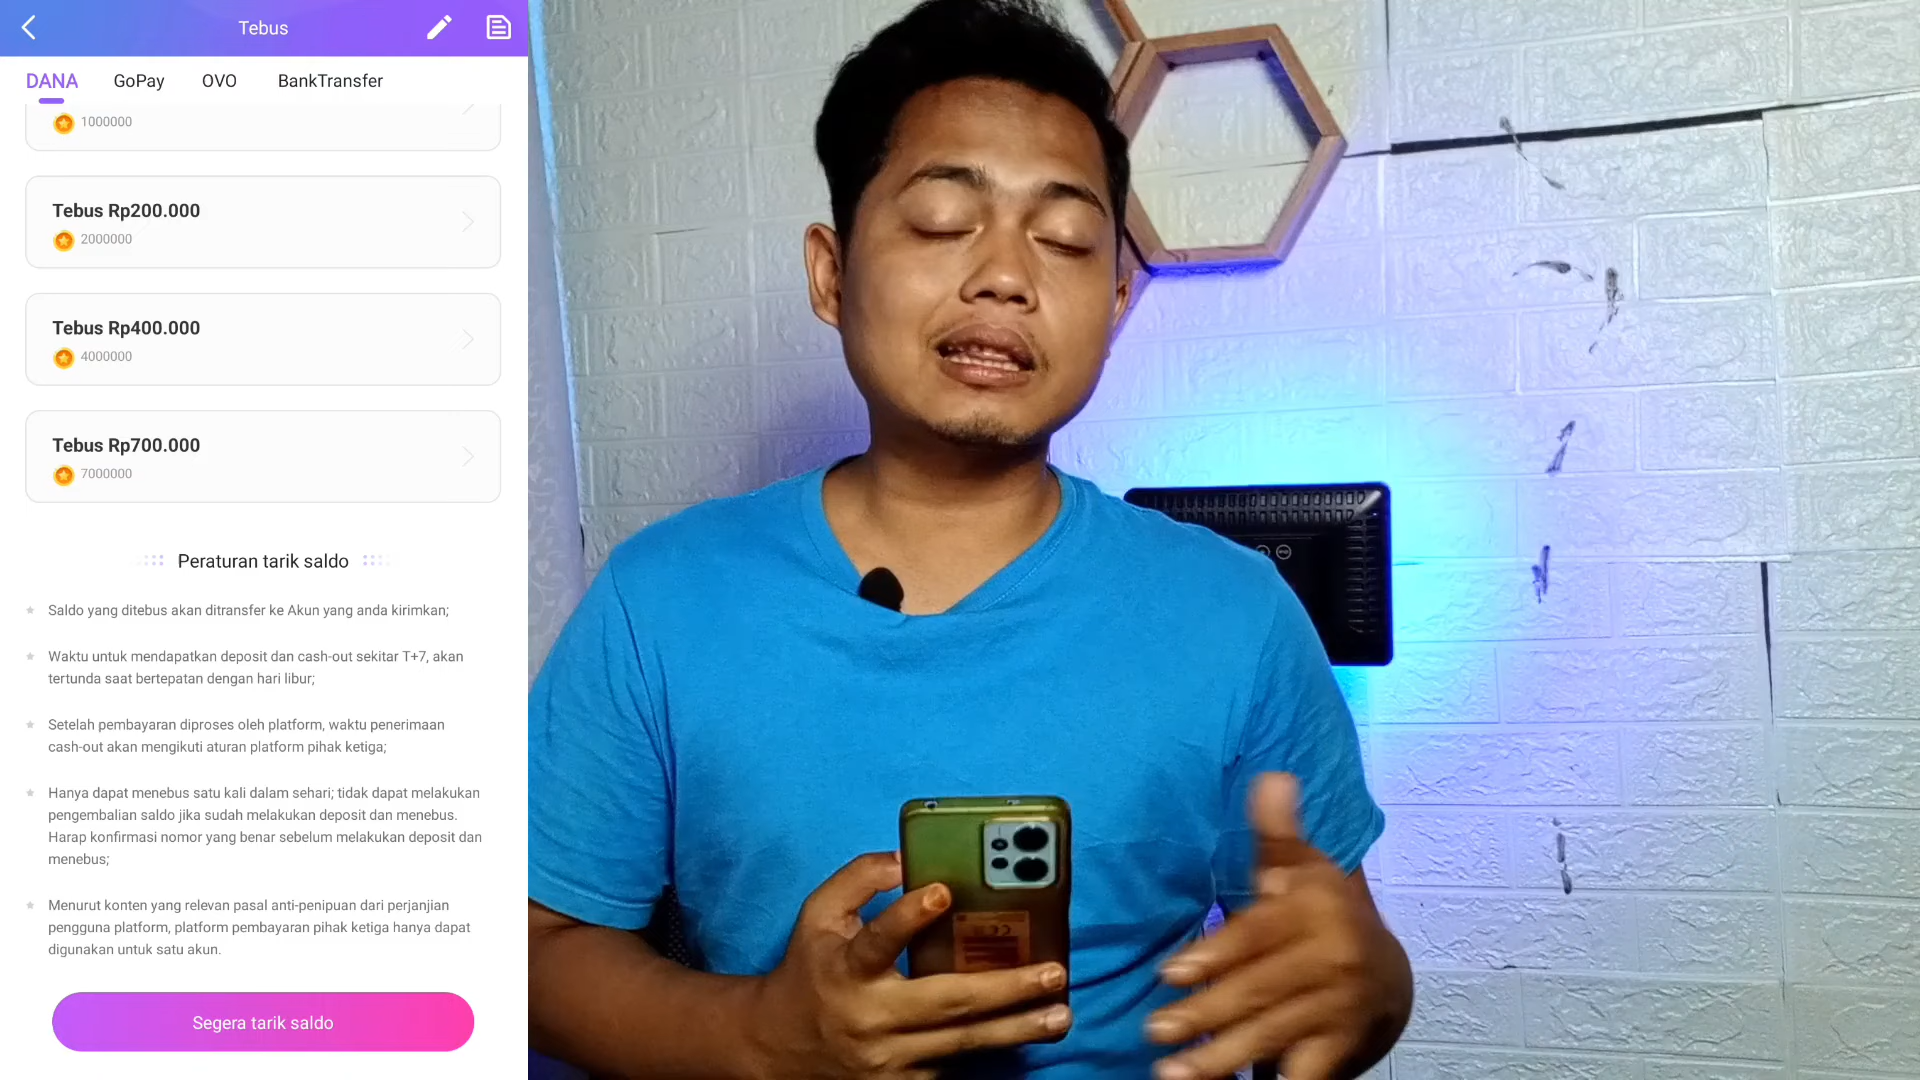 Tebus
DANA GoPay OVO BankTransfer
1000000
Tebus Rp200.000
2000000
Tebus Rp400.000
4000000
Tebus Rp700.000
7000000
Peraturan tarik saldo
Saldo yang ditebus akan ditransfer ke Akun yang anda kirimkan;
Waktu untuk mendapatkan deposit dan cash-out sekitar T+7, akan
tertunda saat bertepatan dengan hari libur;
Setelah pembayaran diproses oleh platform, waktu penerimaan
cash-out akan mengikuti aturan platform pihak ketiga;
Hanya dapat menebus satu kali dalam sehari; tidak dapat melakukan
pengembalian saldo jika sudah melakukan deposit dan menebus.
Harap konfirmasi nomor yang benar sebelum melakukan deposit dan
menebus;
Menurut konten yang relevan pasal anti-penipuan dari perjanjian
pengguna platform, platform pembayaran pihak ketiga hanya dapat
digunakan untuk satu akun.
Segera tarik saldo